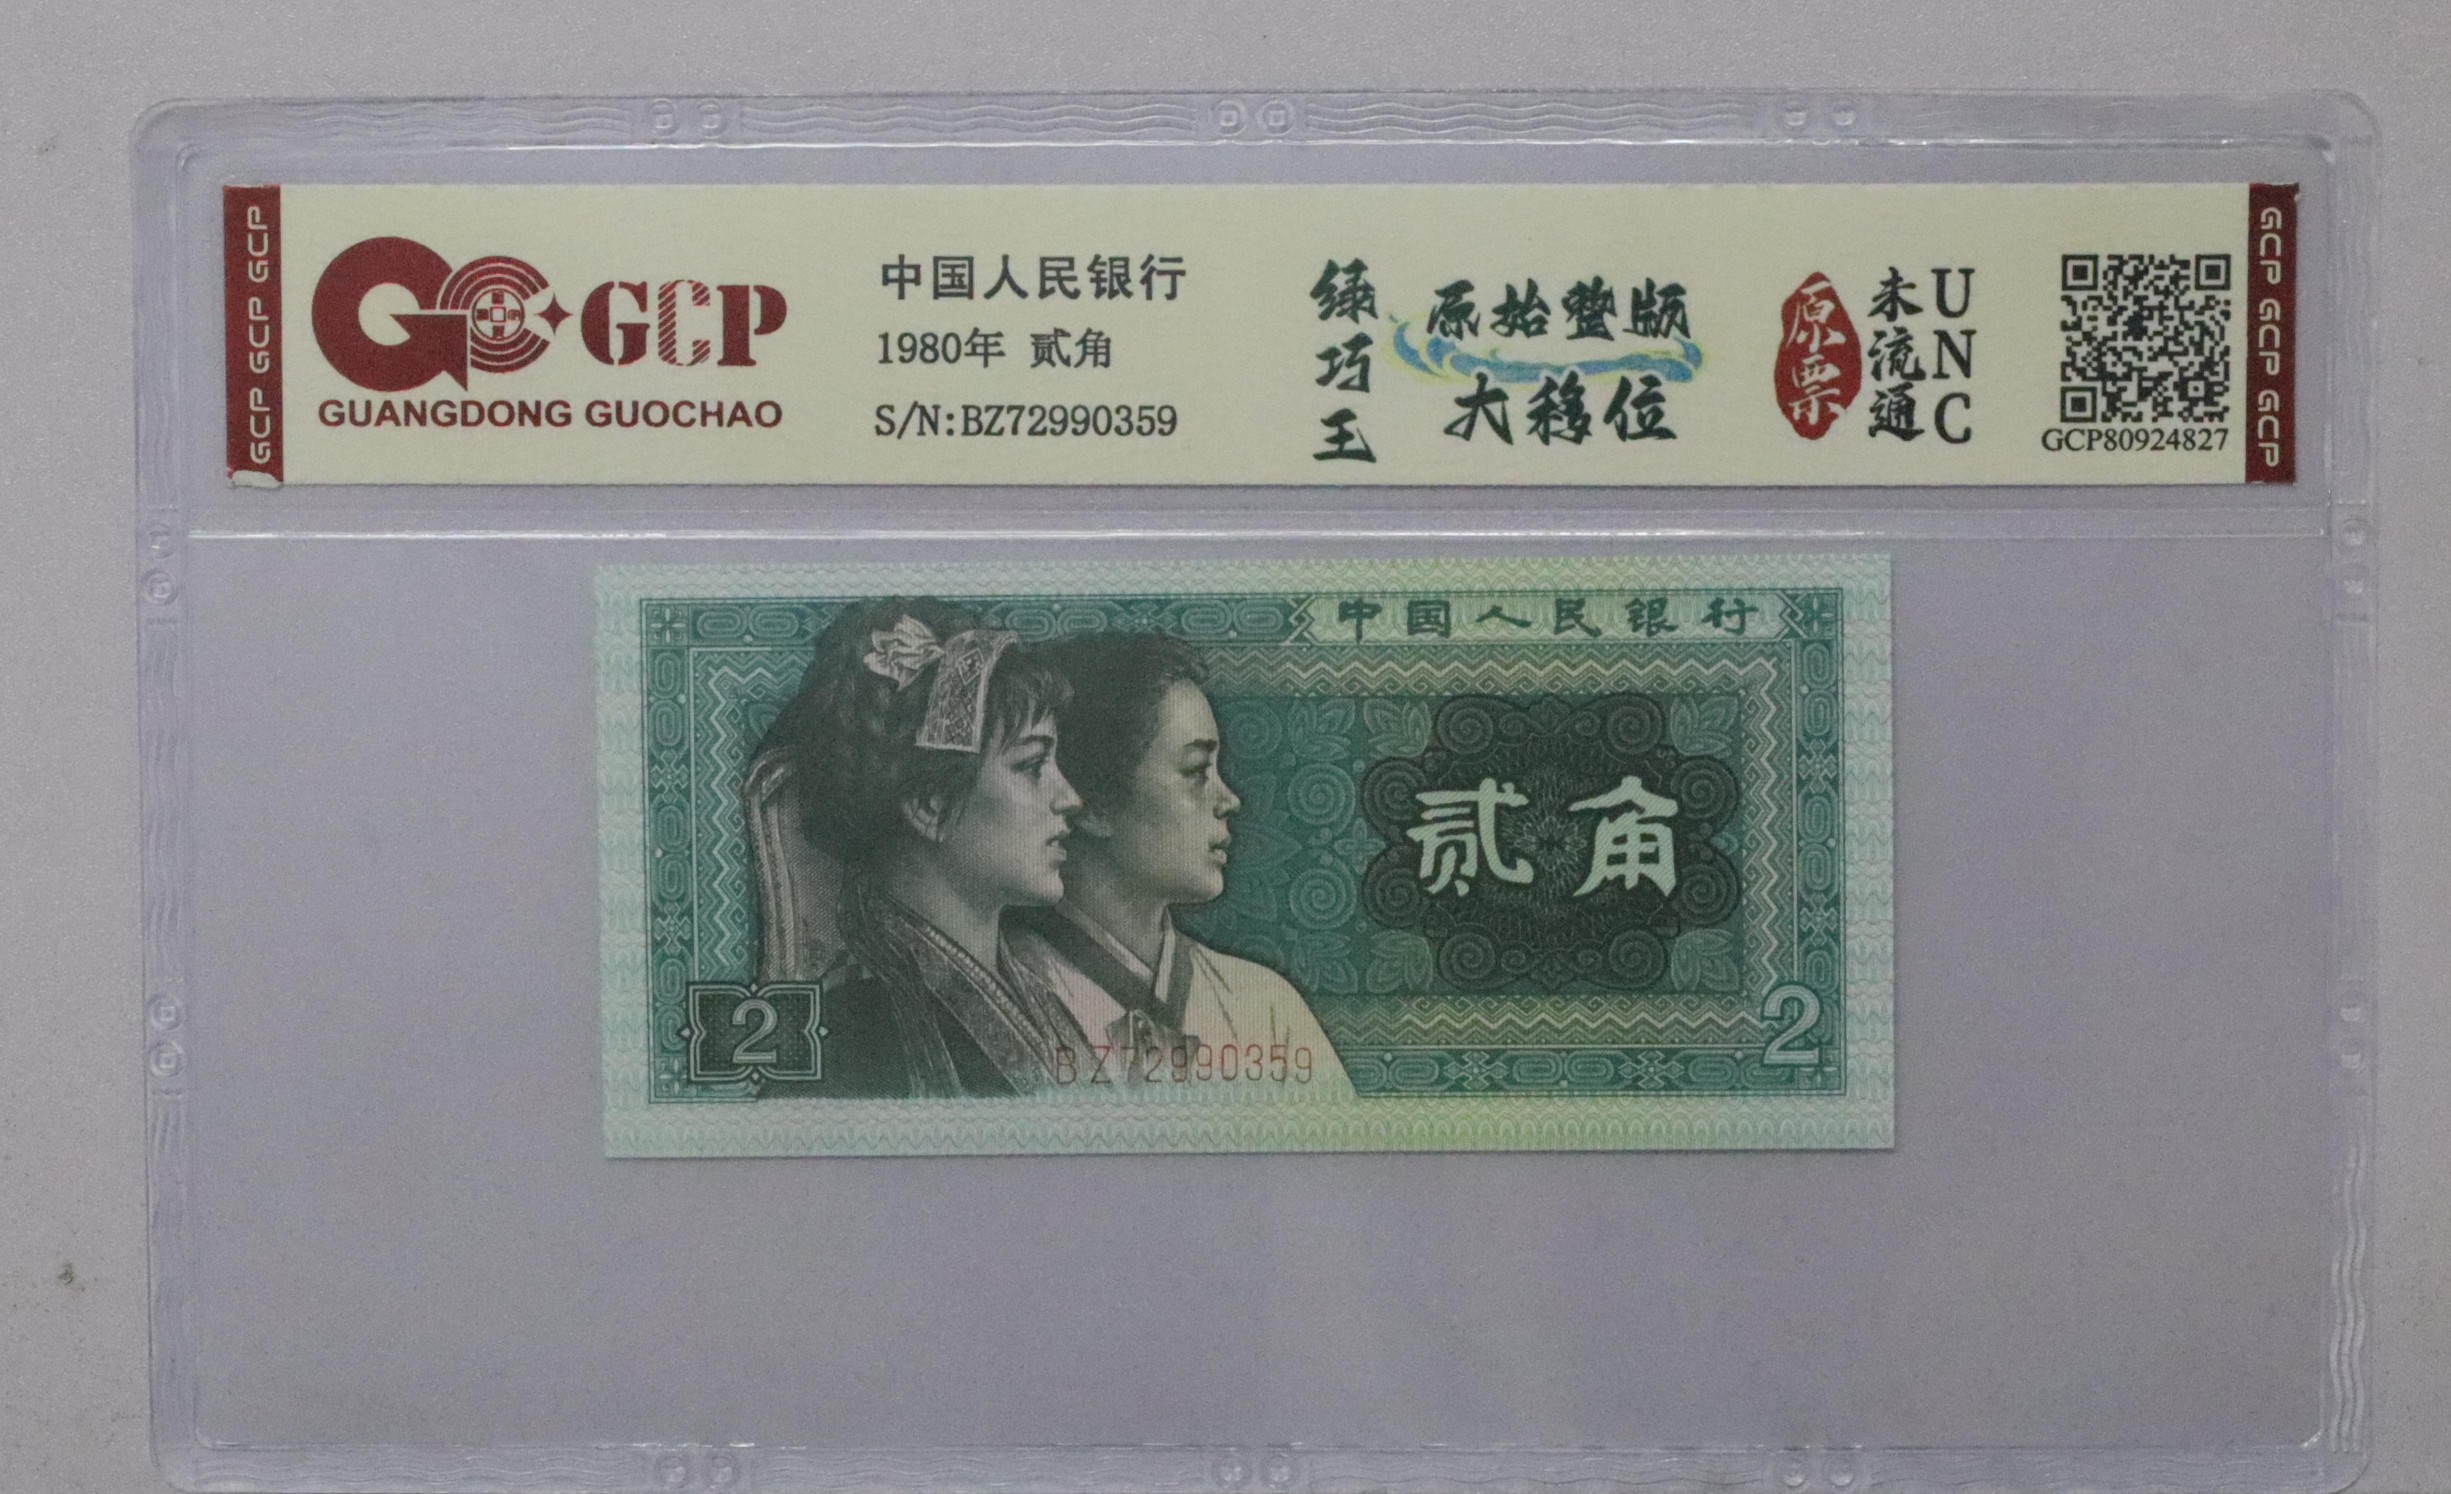 GCP GCP GCP
GCP
GUANGDONG GUOCHAO
中国人民银行
1980年 贰角
S/N:BZ72990359
绿巧王
原始整版
大移位
原票
未流通
UNC
GCP80924827
GCP GCP GCP
中国人民银行
贰角
2
2
BZ72990359